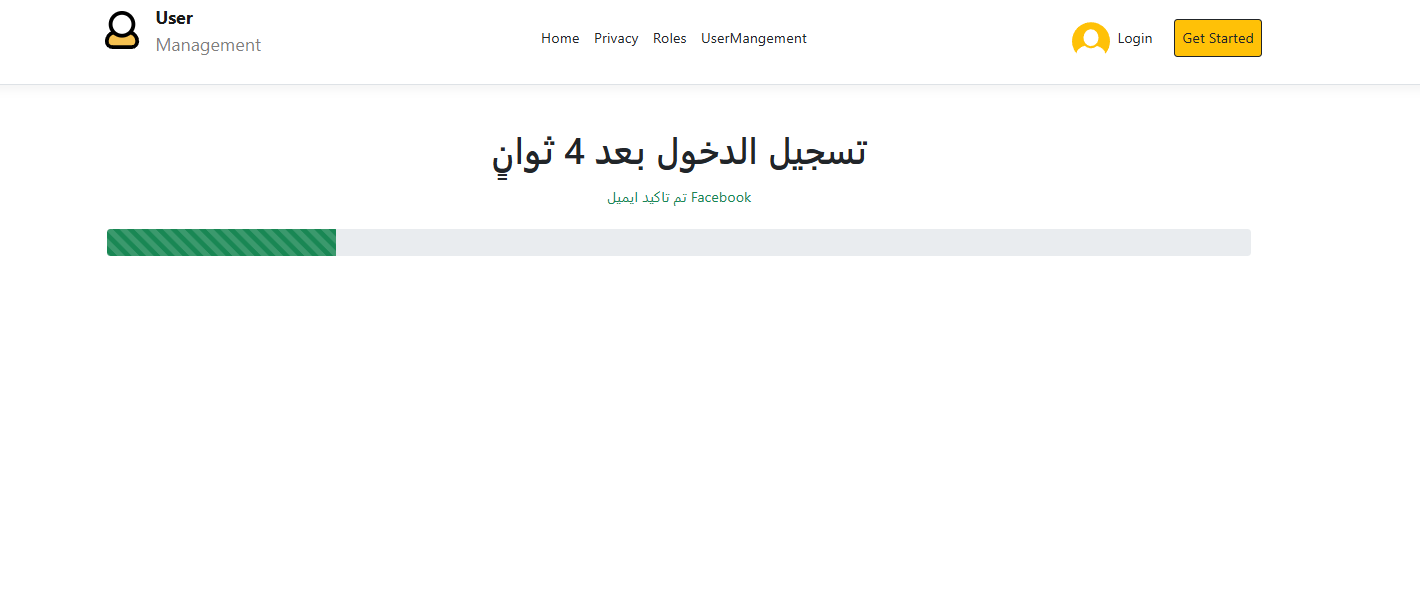 User
Management
Home Privacy Roles UserMangement
Login
Get Started
تسجيل الدخول بعد 4 ثوانٍ
تم تاكيد ايميل Facebook